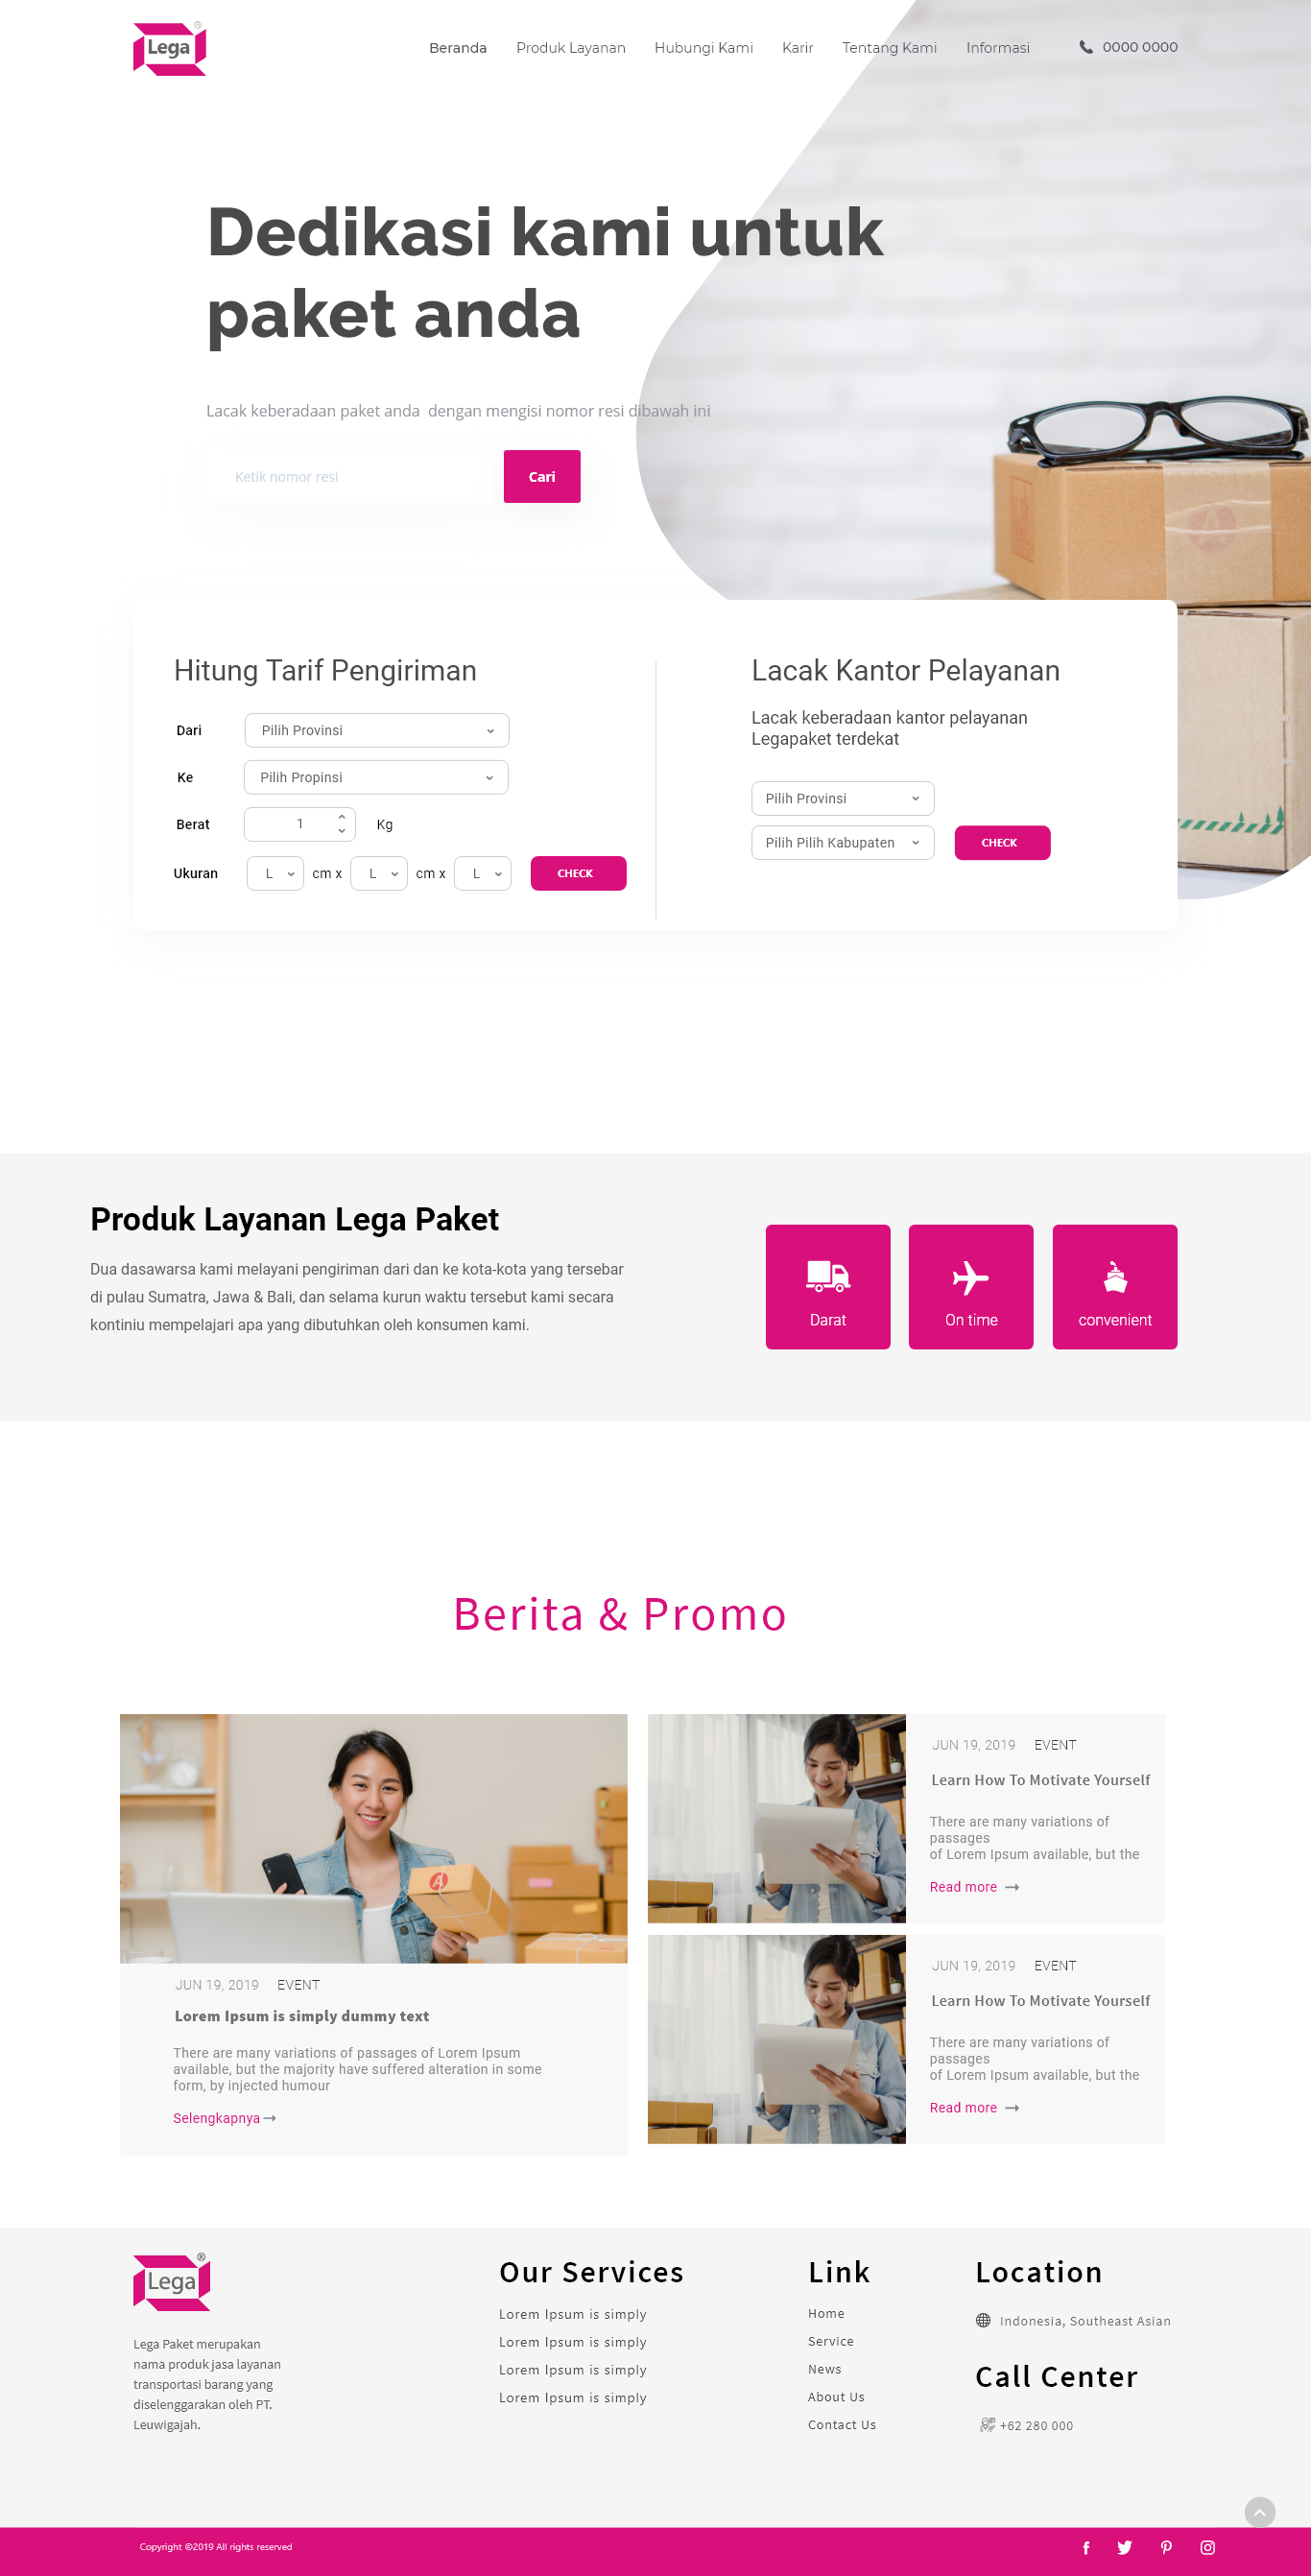 Lega
®
Beranda
Produk Layanan
Hubungi Kami
Karir
Tentang Kami
Informasi
0000 0000
Dedikasi kami untuk
paket anda
Lacak keberadaan paket anda  dengan mengisi nomor resi dibawah ini
Ketik nomor resi
Cari
Hitung Tarif Pengiriman
Dari
Pilih Provinsi
Ke
Pilih Propinsi
Berat
1
Kg
Ukuran
L
cm x
L
cm x
L
CHECK
Lacak Kantor Pelayanan
Lacak keberadaan kantor pelayanan
Legapaket terdekat
Pilih Provinsi
Pilih Pilih Kabupaten
CHECK
Produk Layanan Lega Paket
Dua dasawarsa kami melayani pengiriman dari dan ke kota-kota yang tersebar
di pulau Sumatra, Jawa & Bali, dan selama kurun waktu tersebut kami secara
kontiniu mempelajari apa yang dibutuhkan oleh konsumen kami.
Darat
On time
convenient
Berita & Promo
JUN 19, 2019
EVENT
Lorem Ipsum is simply dummy text
There are many variations of passages of Lorem Ipsum
available, but the majority have suffered alteration in some
form, by injected humour
Selengkapnya
JUN 19, 2019
EVENT
Learn How To Motivate Yourself
There are many variations of
passages
of Lorem Ipsum available, but the
Read more
JUN 19, 2019
EVENT
Learn How To Motivate Yourself
There are many variations of
passages
of Lorem Ipsum available, but the
Read more
Lega
®
Lega Paket merupakan
nama produk jasa layanan
transportasi barang yang
diselenggarakan oleh PT.
Leuwigajah.
Our Services
Lorem Ipsum is simply
Lorem Ipsum is simply
Lorem Ipsum is simply
Lorem Ipsum is simply
Link
Home
Service
News
About Us
Contact Us
Location
Indonesia, Southeast Asian
Call Center
+62 280 000
Copyright ©2019 All rights reserved